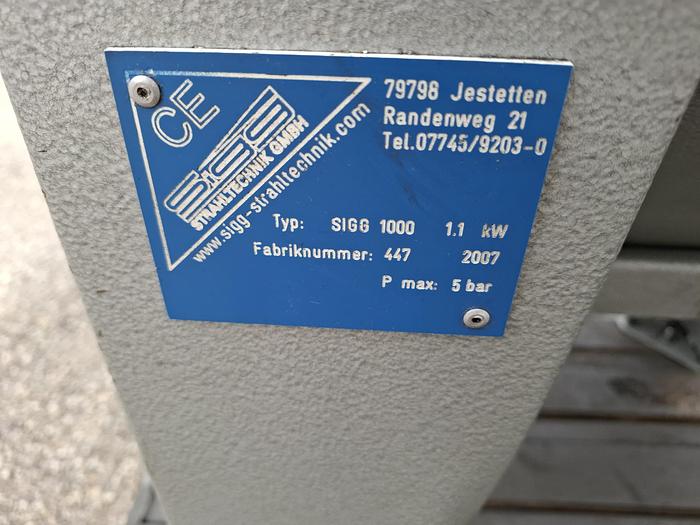 CE
SIGG
STRAHLTECHNIK GMBH
www.sigg-strahltechnik.com
79798 Jestetten
Randenweg 21
Tel.07745/9203-0
Typ: SIGG 1000 1.1 kW
Fabriknummer: 447 2007
P max: 5 bar